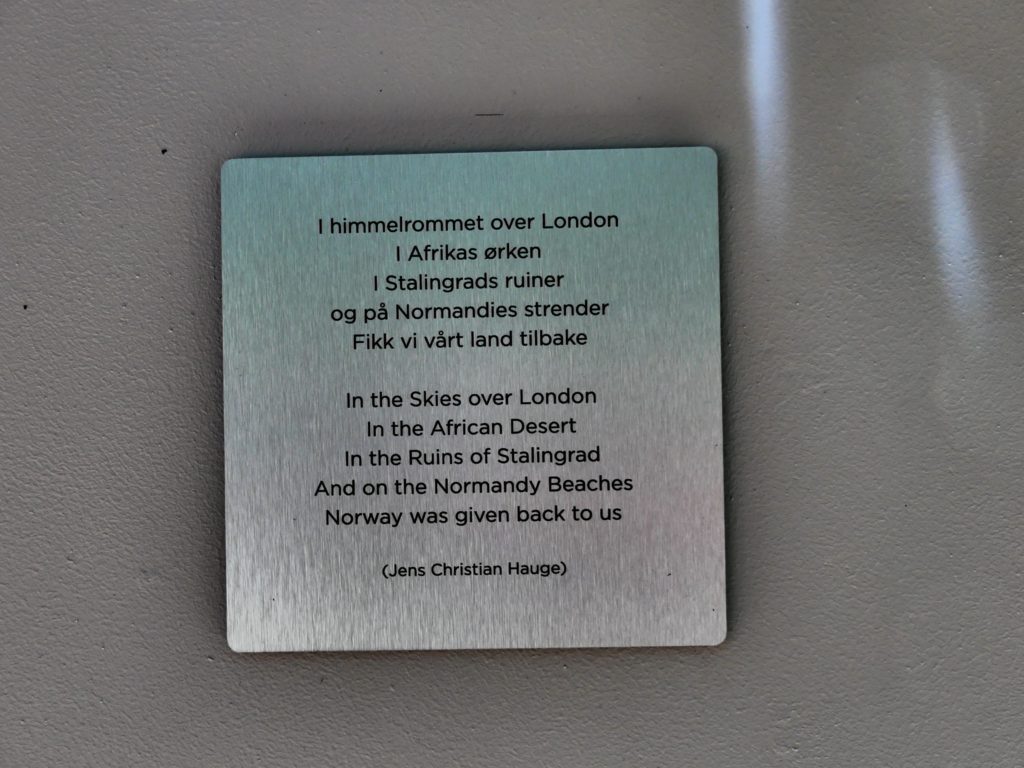 I himmelrommet over London
I Afrikas ørken
I Stalingrads ruiner
og på Normandies strender
Fikk vi vårt land tilbake
In the Skies over London
In the African Desert
In the Ruins of Stalingrad
And on the Normandy Beaches
Norway was given back to us
(Jens Christian Hauge)